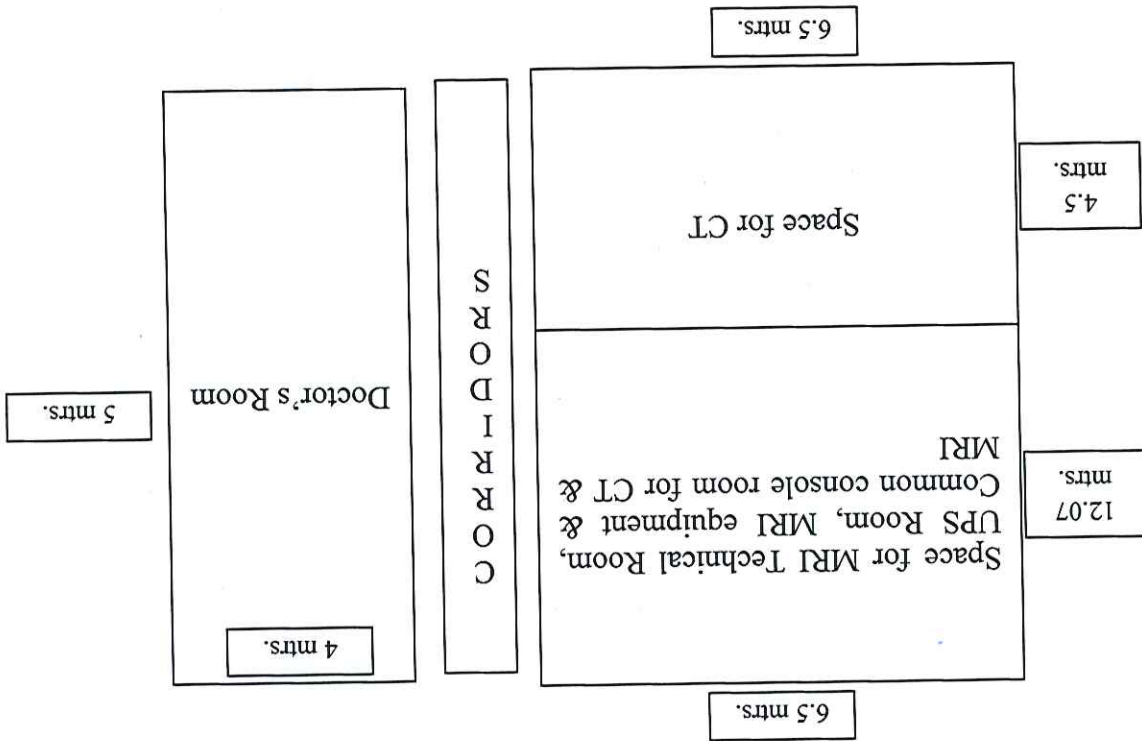 6.5 mtrs.
12.07
mtrs.
Space for MRI Technical Room,
UPS Room, MRI equipment &
Common console room for CT &
MRI
4.5
mtrs.
Space for CT
6.5 mtrs.
C
O
R
R
I
D
O
R
S
4 mtrs.
Doctor's Room
5 mtrs.